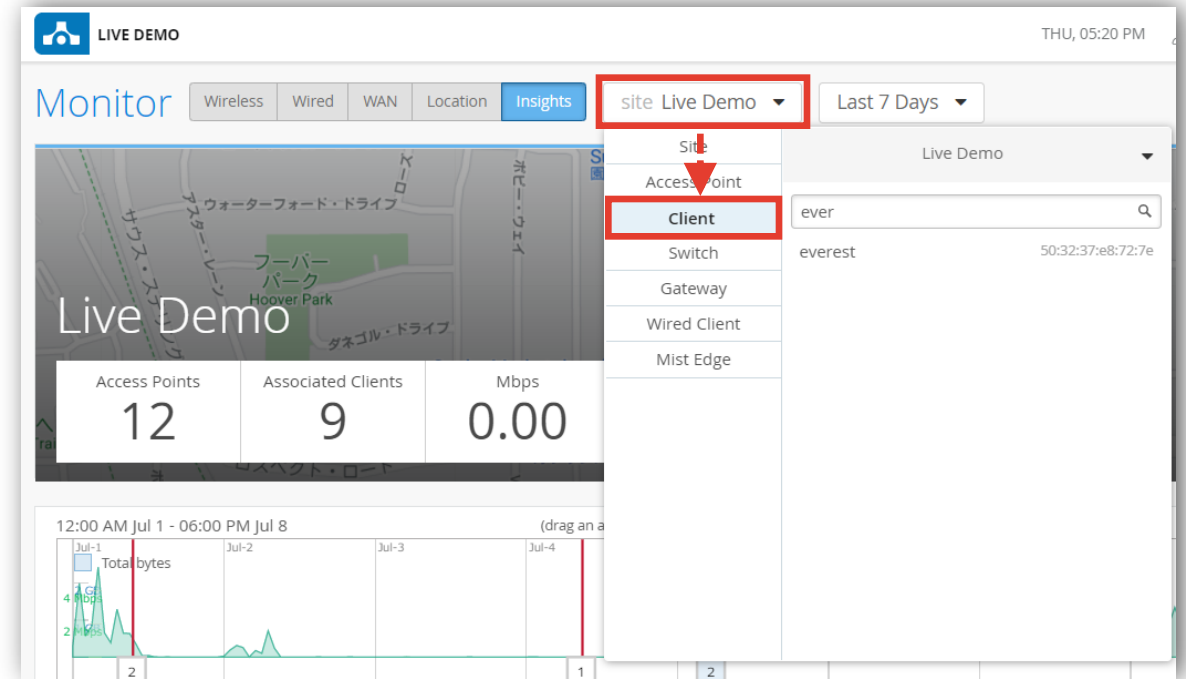 LIVE DEMO
THU, 05:20 PM
Monitor
Wireless
Wired
WAN
Location
Insights
site Live Demo
Last 7 Days
Site
Access Point
Client
Switch
Gateway
Wired Client
Mist Edge
Live Demo
ever
everest 50:32:37:e8:72:7e
ウォーターフォード・ドライブ
アスター・レーン
サウス・
ホビー・ウェイ
フーバー
パーク
Hoover Park
ダネゴル・ドライブ
Live Demo
Access Points
12
Associated Clients
9
Mbps
0.00
12:00 AM Jul 1 - 06:00 PM Jul 8
(drag an a
Jul-1
Jul-2
Jul-3
Jul-4
Total bytes
4 Mbps
2 Mbps
2
1
2